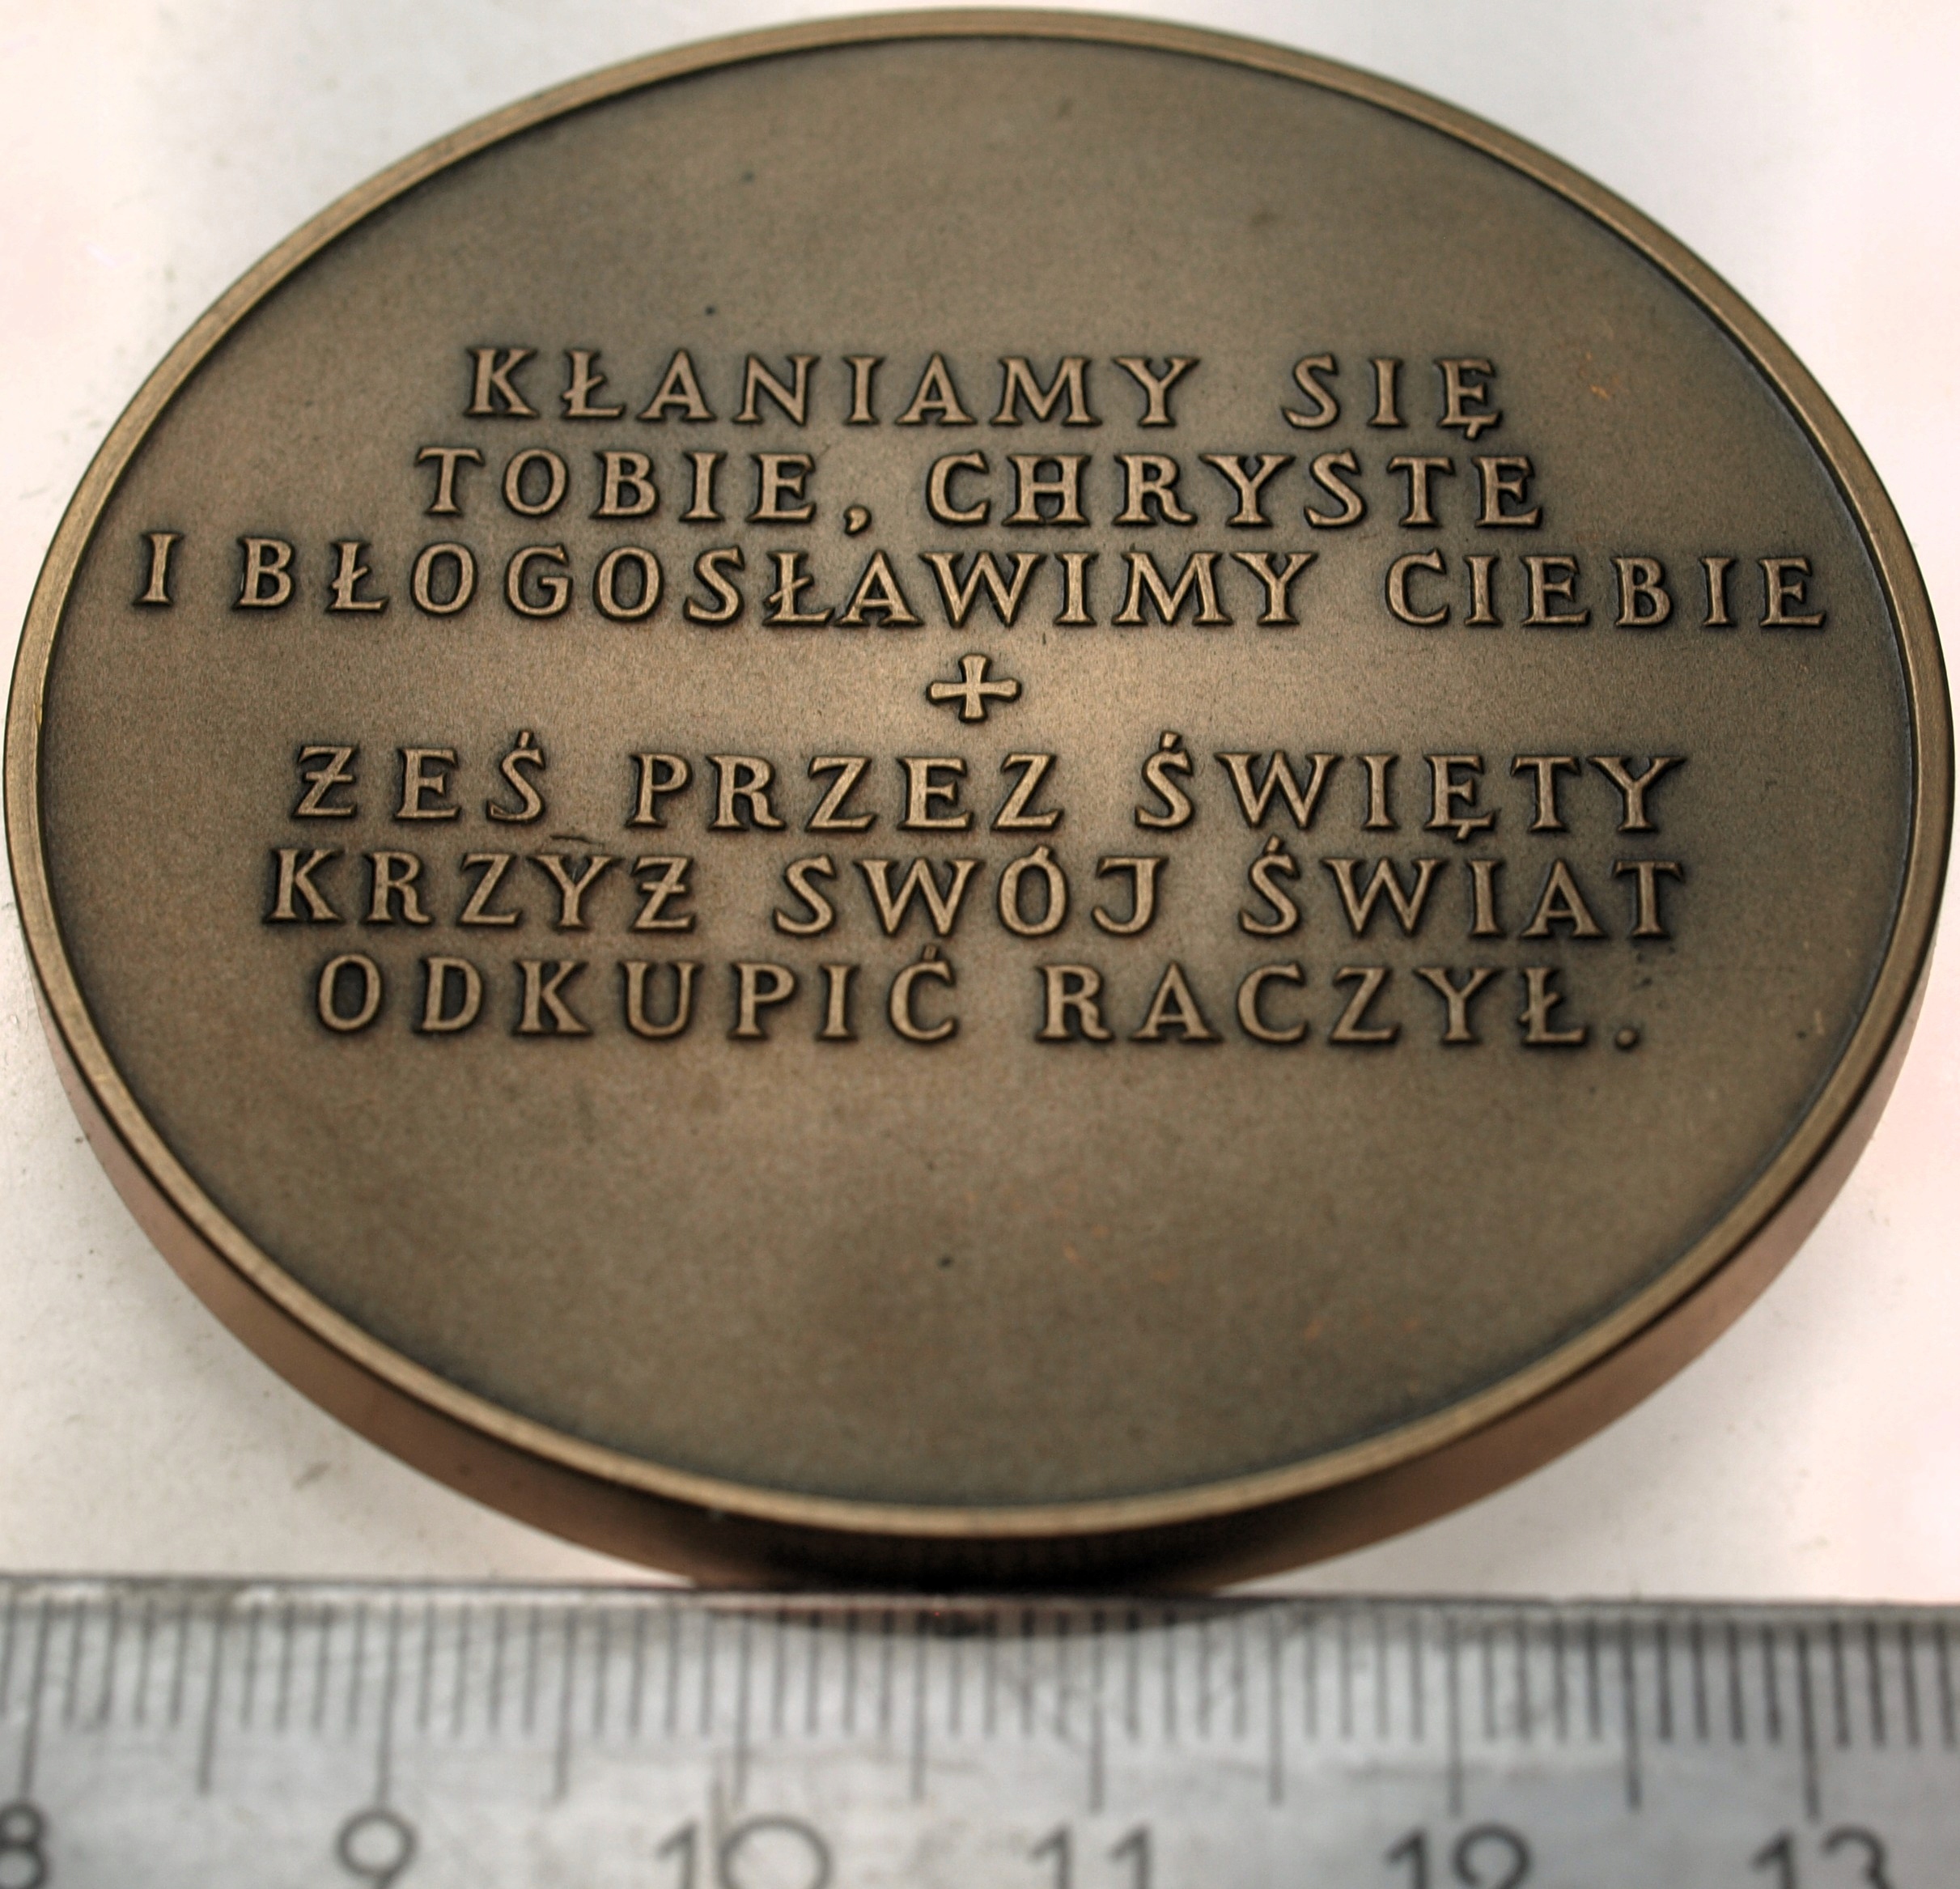 KŁANIAMY SIĘ
TOBIE, CHRYSTE
I BŁOGOSŁAWIMY CIEBIE
+
ŻEŚ PRZEZ ŚWIĘTY
KRZYŻ SWÓJ ŚWIAT
ODKUPIĆ RACZYŁ.
8 9 10 11 12 13